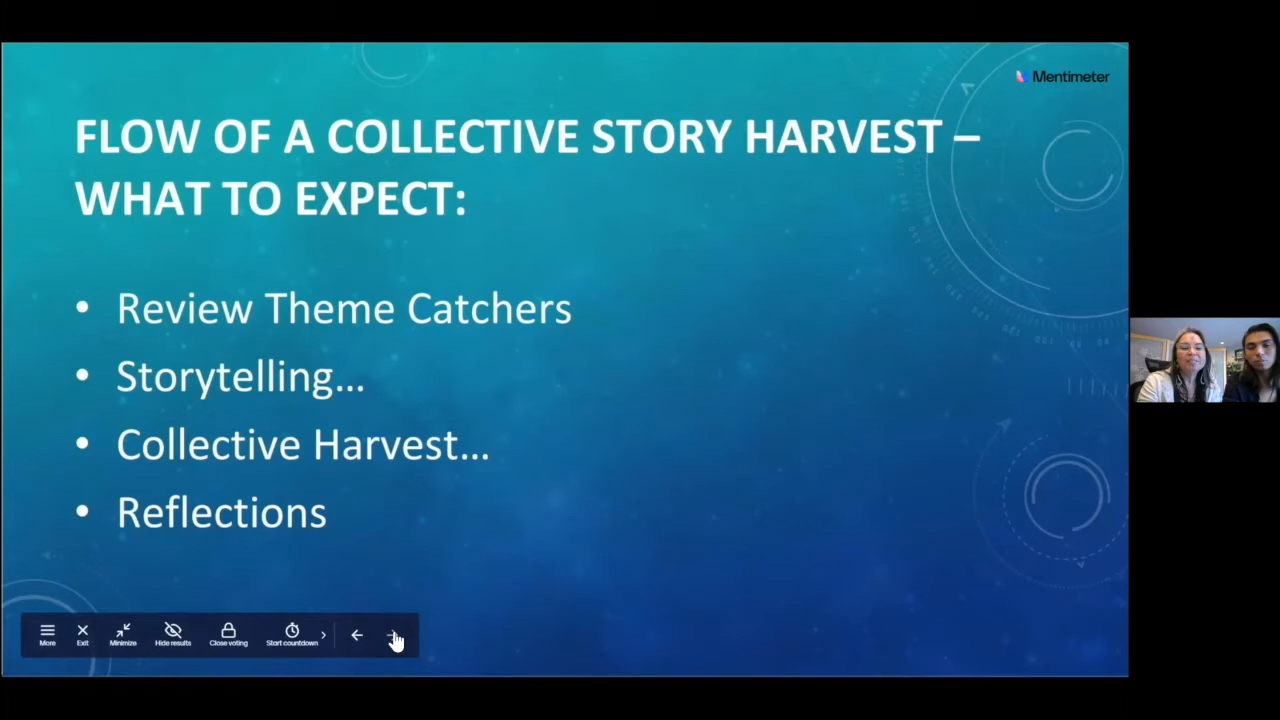 Mentimeter
FLOW OF A COLLECTIVE STORY HARVEST –
WHAT TO EXPECT:
• Review Theme Catchers
• Storytelling...
• Collective Harvest...
• Reflections
More Exit Minimize Hide results Close voting Start countdown